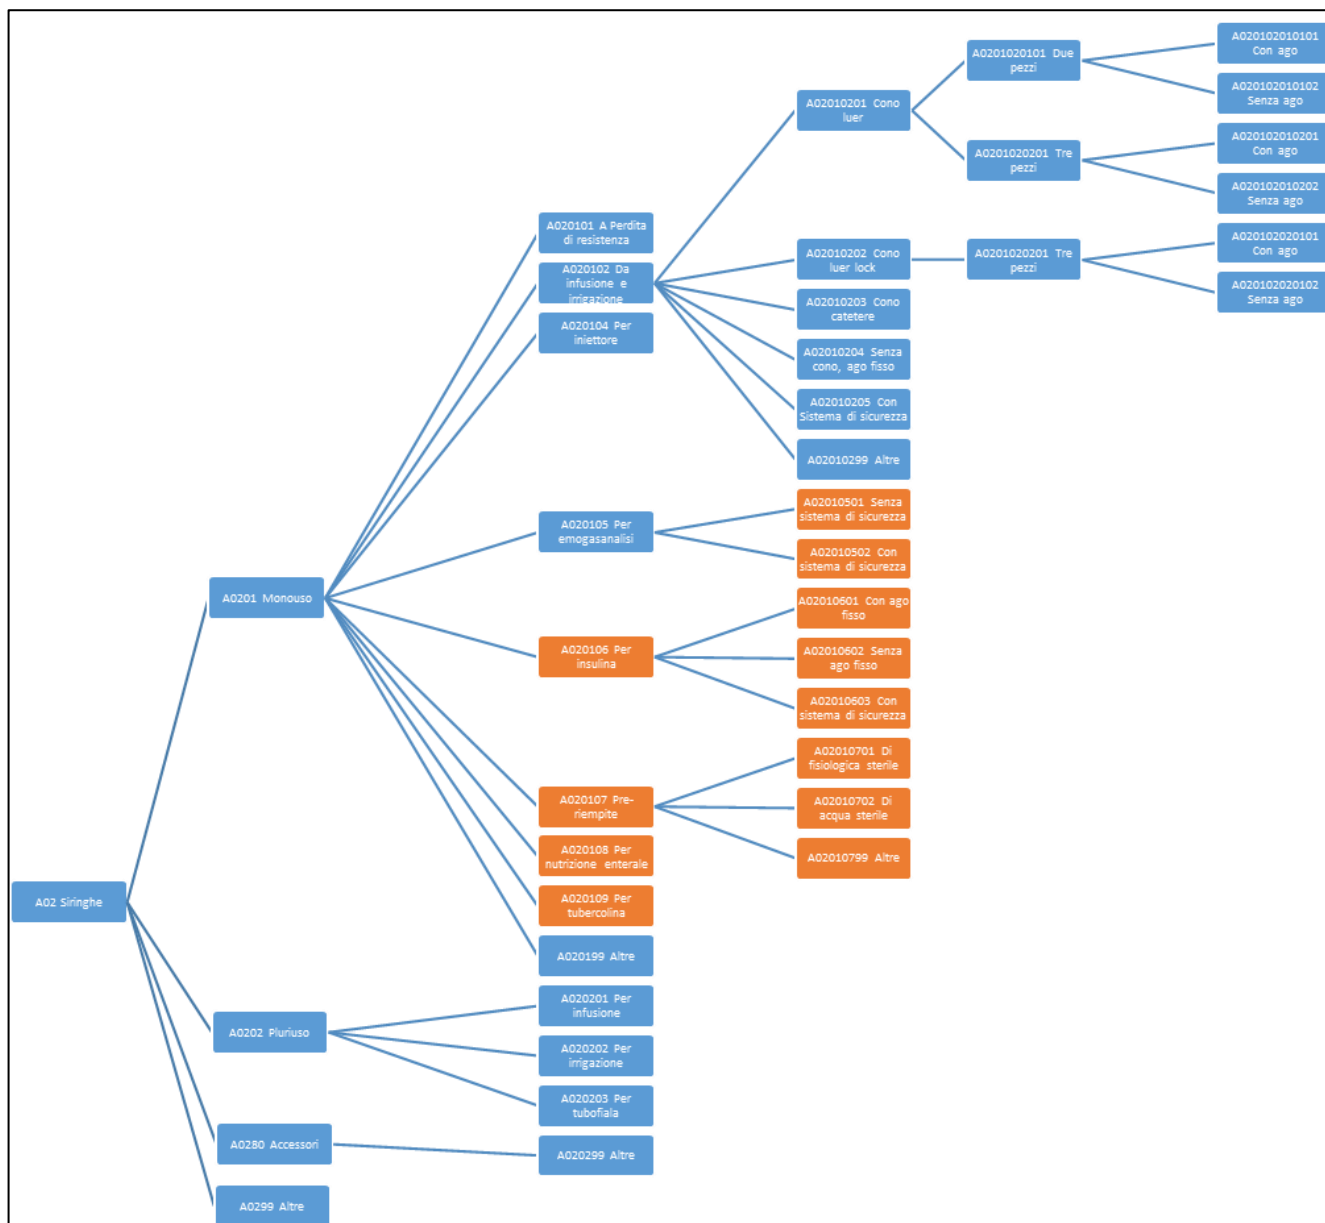 A02 Siringhe
A0201 Monouso
A0202 Pluriuso
A0280 Accessori
A0299 Altre
A020101 A Perdita
di resistenza
A020102 Da
infusione e
irrigazione
A020104 Per
iniettore
A020105 Per
emogasanalisi
A020106 Per
insulina
A020107 Pre-
riempite
A020108 Per
nutrizione enterale
A020109 Per
tubercolina
A020199 Altre
A020201 Per
infusione
A020202 Per
irrigazione
A020203 Per
tubofiala
A020299 Altre
A02010201 Cono
luer
A02010202 Cono
luer lock
A02010203 Cono
catetere
A02010204 Senza
cono, ago fisso
A02010205 Con
Sistema di sicurezza
A02010299 Altre
A02010501 Senza
sistema di sicurezza
A02010502 Con
sistema di sicurezza
A02010601 Con ago
fisso
A02010602 Senza
ago fisso
A02010603 Con
sistema di sicurezza
A02010701 Di
fisiologica sterile
A02010702 Di
acqua sterile
A02010799 Altre
A0201020101 Due
pezzi
A0201020201 Tre
pezzi
A0201020201 Tre
pezzi
A020102010101
Con ago
A020102010102
Senza ago
A020102010201
Con ago
A020102010202
Senza ago
A020102020101
Con ago
A020102020102
Senza ago